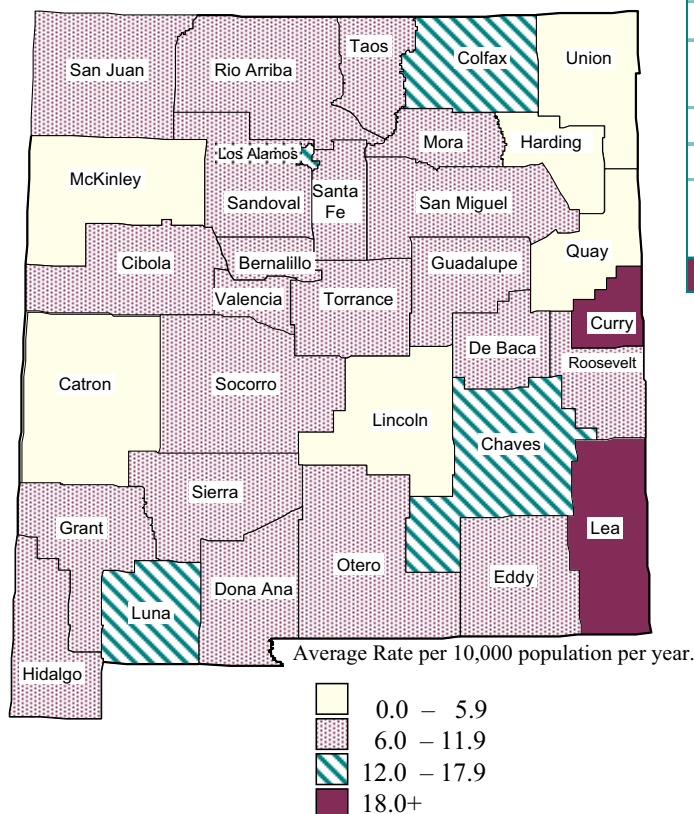 Taos
San Juan
Rio Arriba
Colfax
Union
Mora
Harding
Los Alamos
McKinley
Sandoval
Santa
Fe
San Miguel
Quay
Cibola
Bernalillo
Guadalupe
Valencia
Torrance
Curry
De Baca
Roosevelt
Catron
Socorro
Lincoln
Chaves
Sierra
Grant
Lea
Otero
Eddy
Dona Ana
Luna
Hidalgo
Average Rate per 10,000 population per year.
0.0 – 5.9
6.0 – 11.9
12.0 – 17.9
18.0+